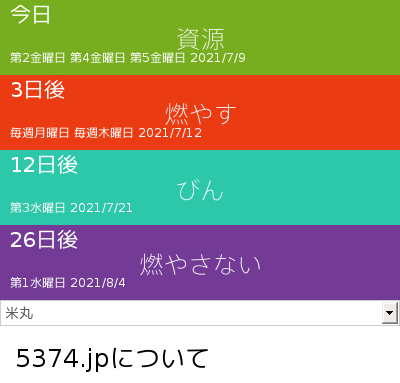 今日
資源
第2金曜日 第4金曜日 第5金曜日 2021/7/9
3日後
燃やす
毎週月曜日 毎週木曜日 2021/7/12
12日後
びん
第3水曜日 2021/7/21
26日後
燃やさない
第1水曜日 2021/8/4
米丸
5374.jpについて